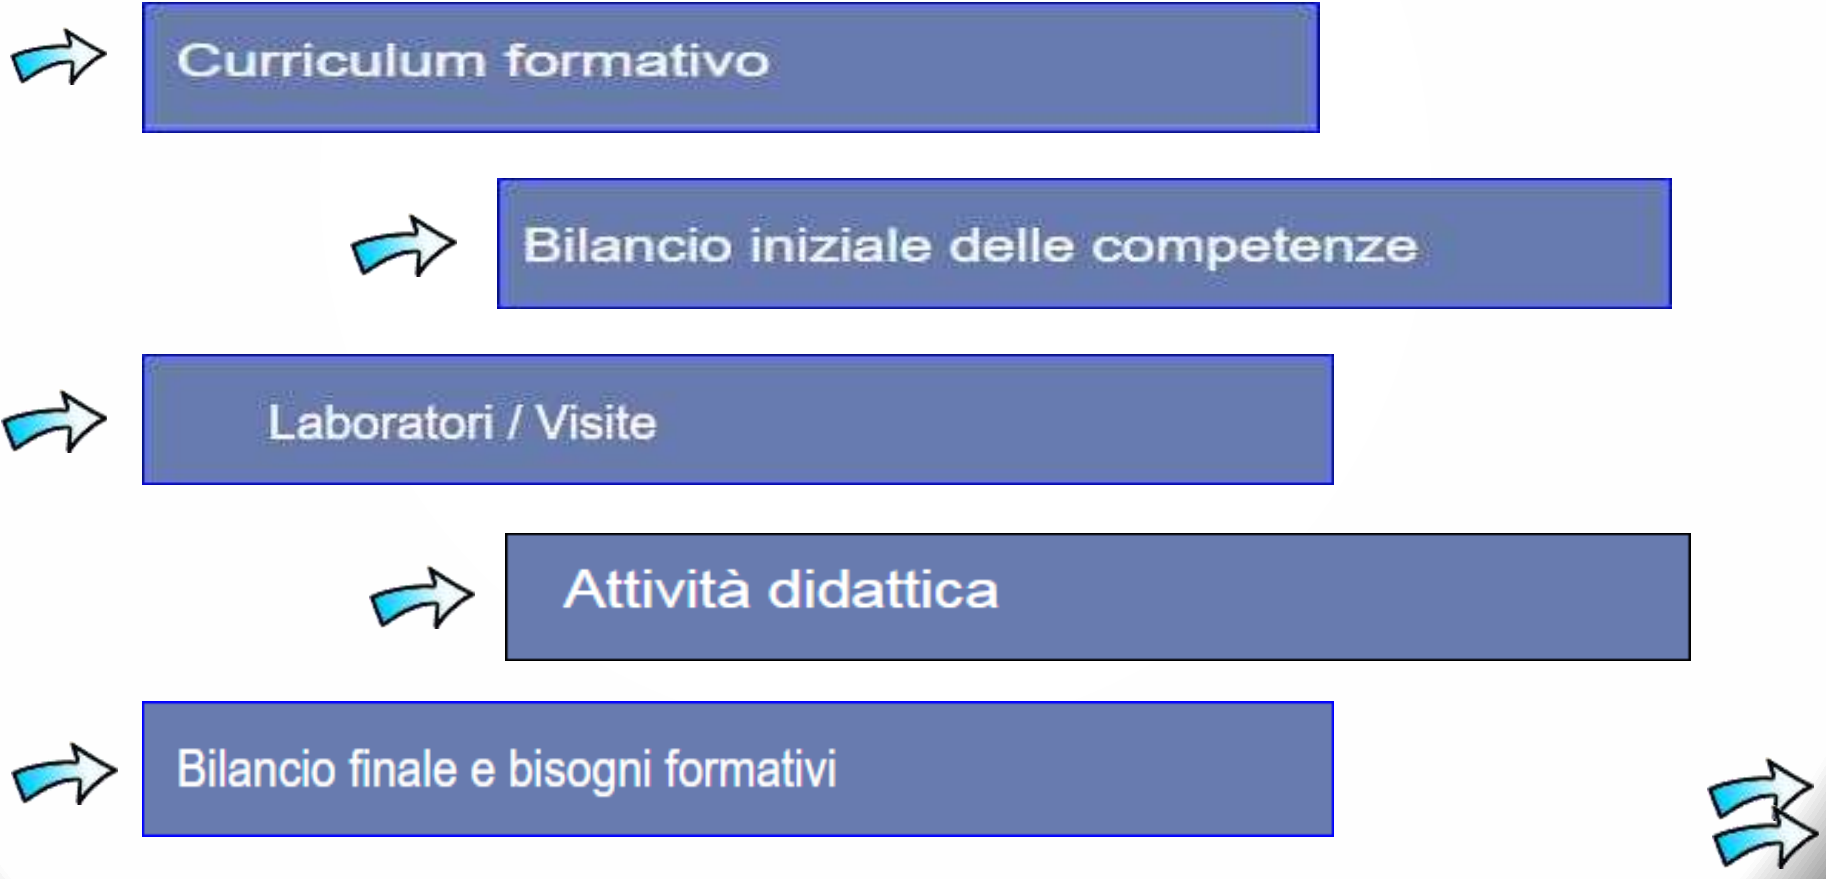 Curriculum formativo
Bilancio iniziale delle competenze
Laboratori / Visite
Attività didattica
Bilancio finale e bisogni formativi